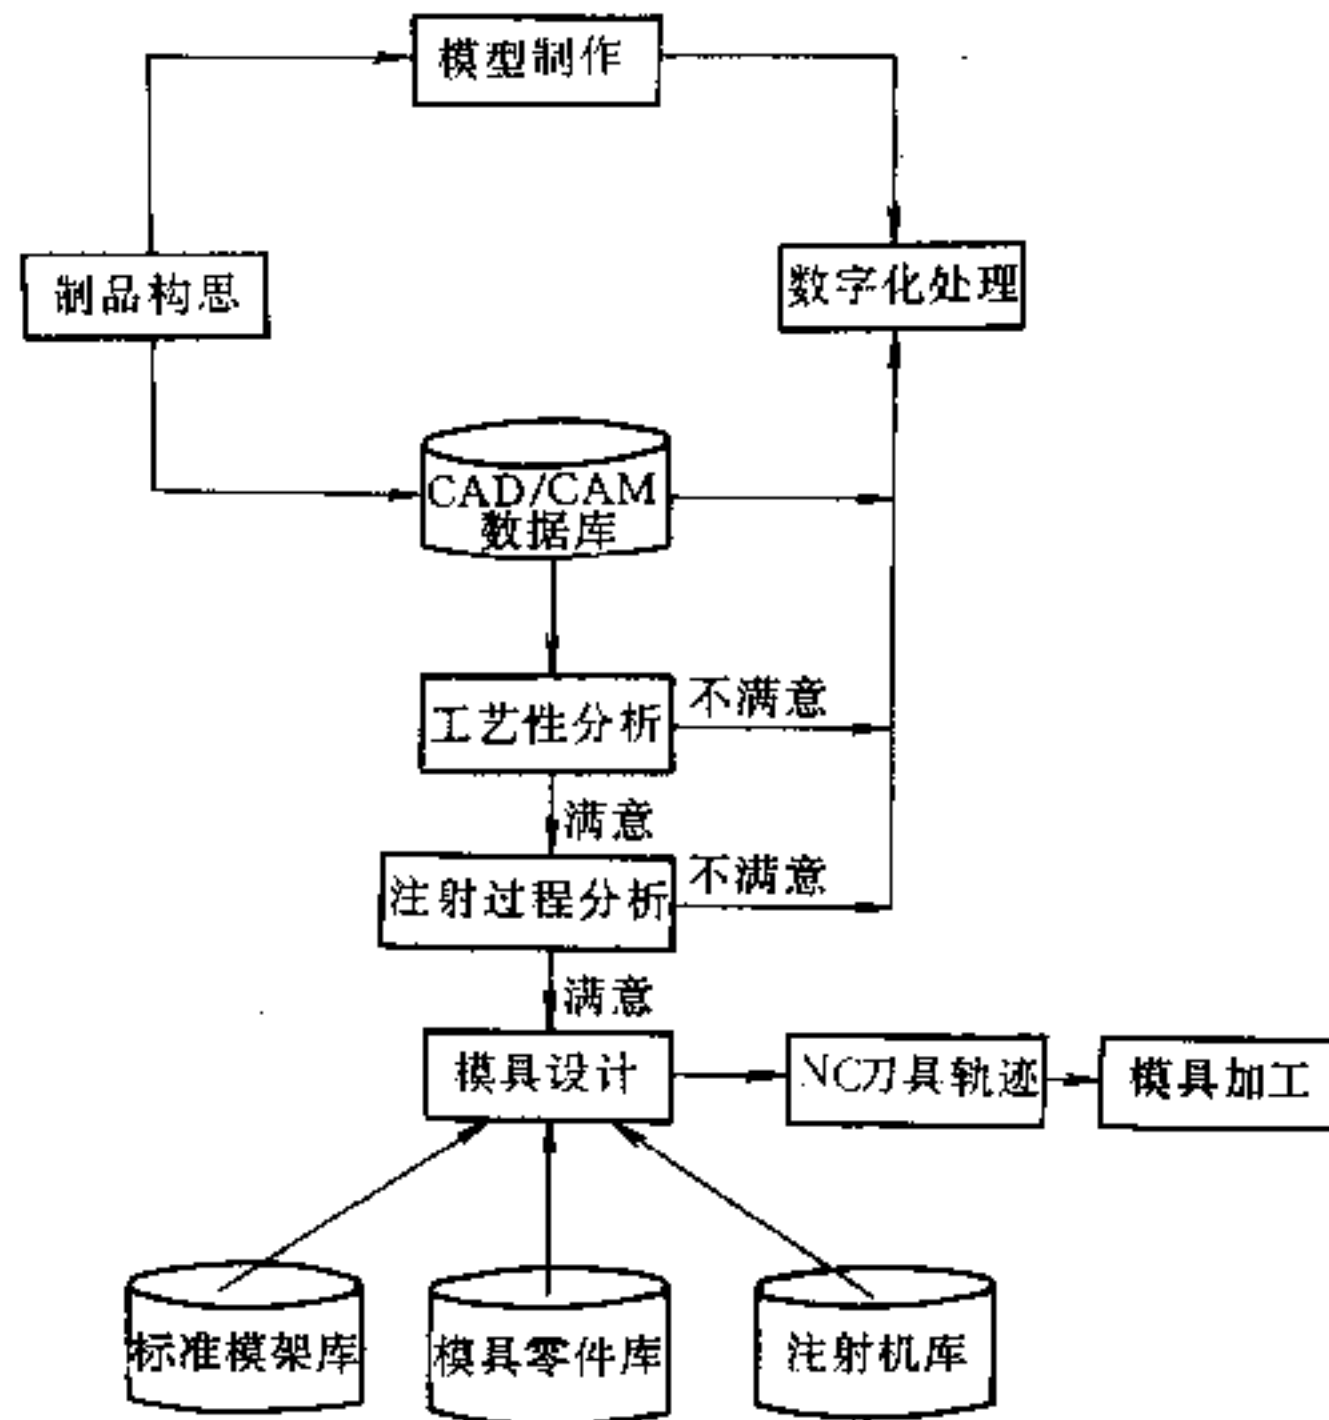 模型制作
制品构思
数字化处理
CAD/CAM
数据库
工艺性分析
不满意
满意
注射过程分析
不满意
满意
模具设计
NC刀具轨迹
模具加工
标准模架库
模具零件库
注射机库